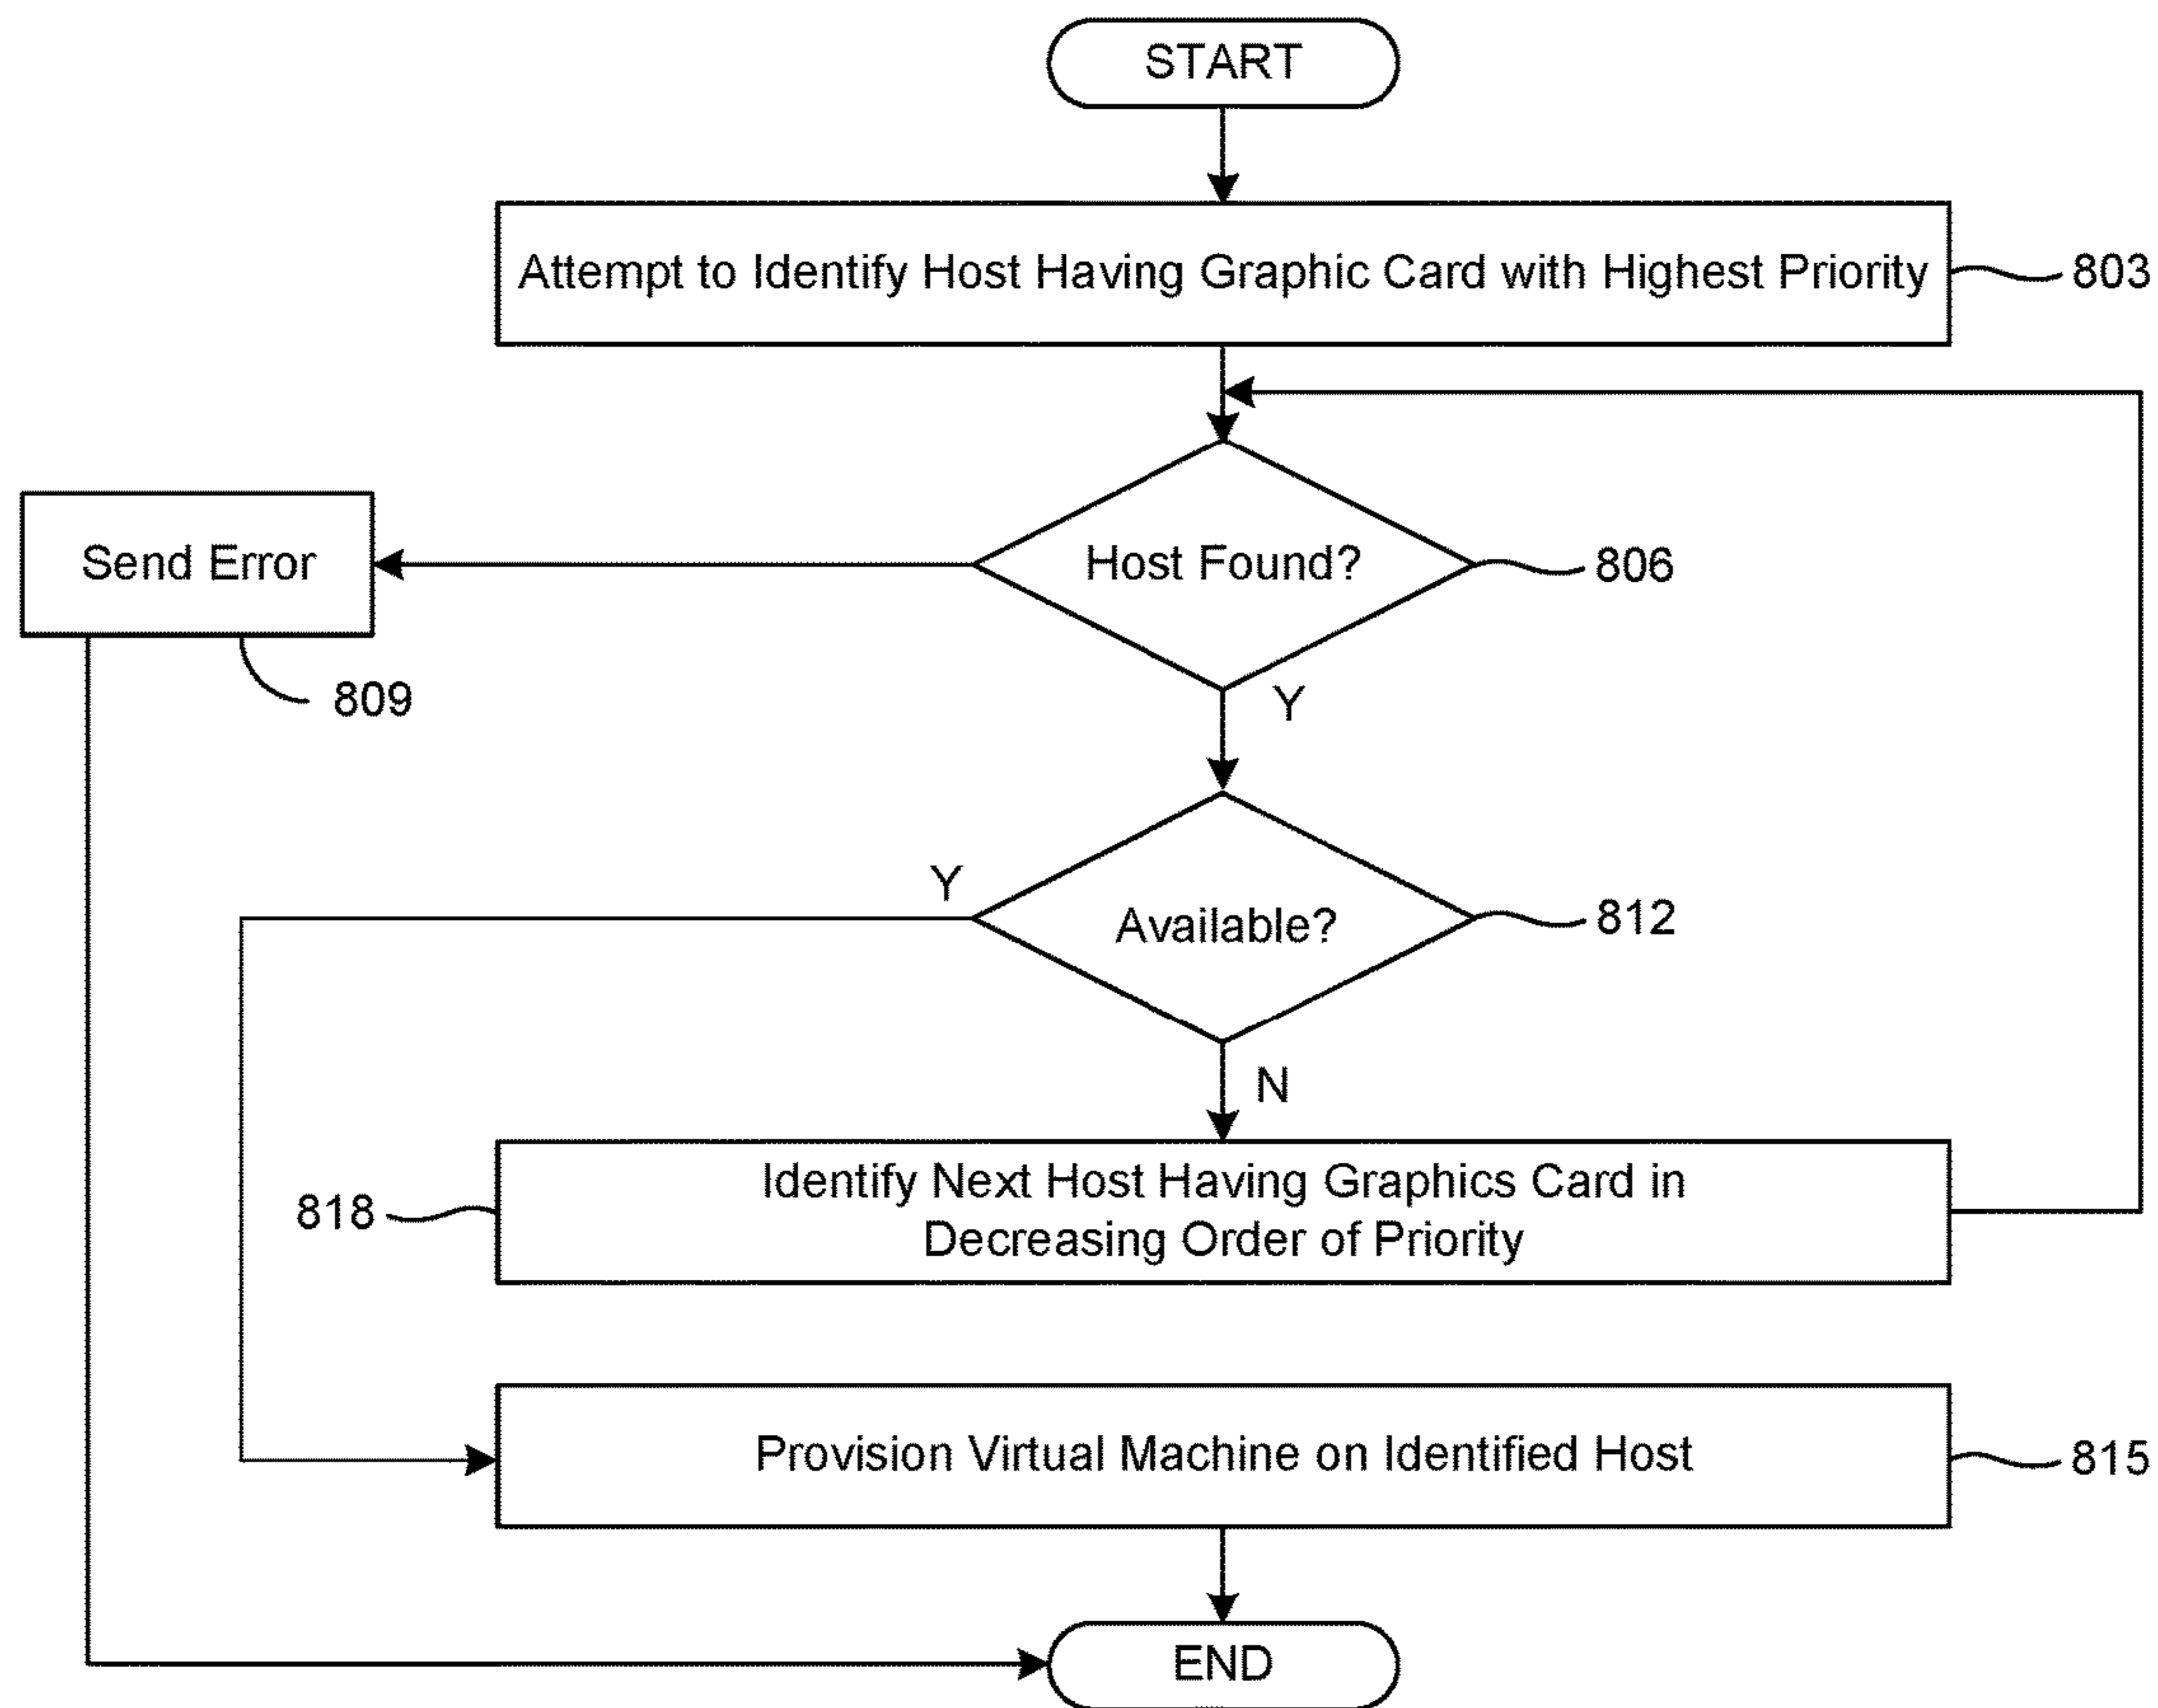 START
Attempt to Identify Host Having Graphic Card with Highest Priority
803
Host Found?
806
Send Error
809
Y
Available?
812
Y
N
Identify Next Host Having Graphics Card in
Decreasing Order of Priority
818
Provision Virtual Machine on Identified Host
815
END